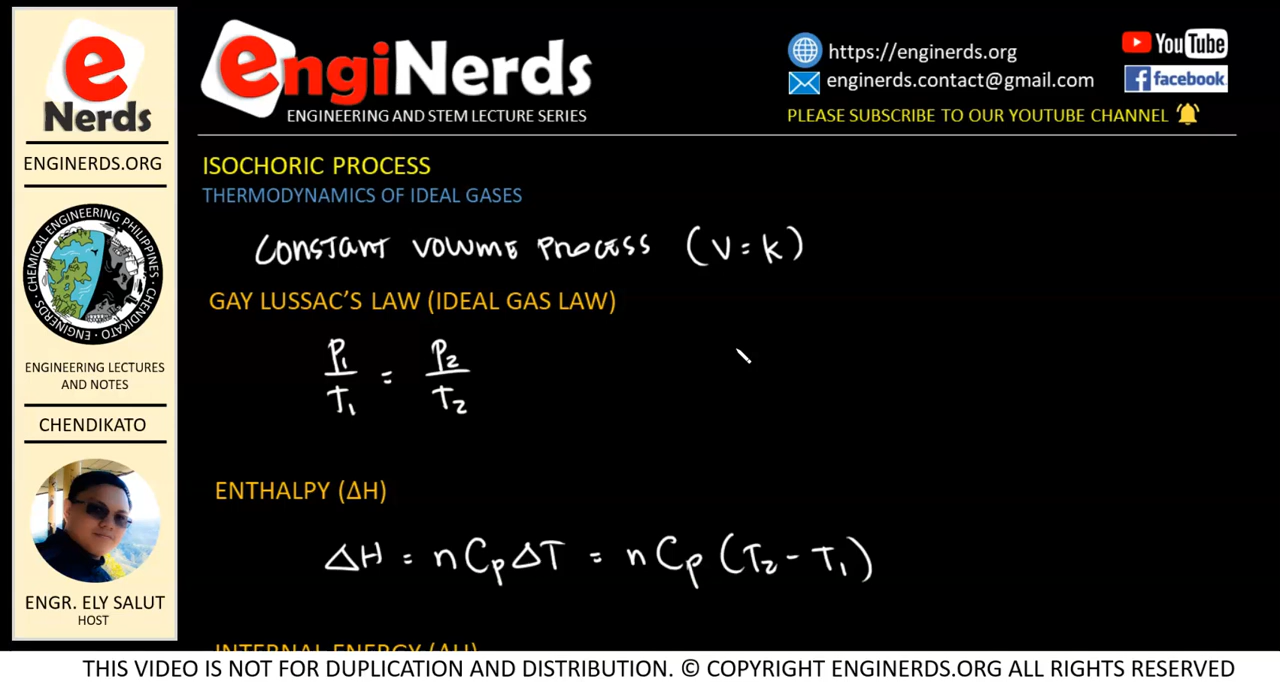 e
Nerds
ENGINERDS.ORG
CHEMICAL ENGINEERING PHILIPPINES
ENGINERDS • CHENDIKATO
ENGINEERING LECTURES
AND NOTES
CHENDIKATO
ENGR. ELY SALUT
HOST
engiNerds
ENGINEERING AND STEM LECTURE SERIES
https://enginerds.org
enginerds.contact@gmail.com
YouTube
facebook
PLEASE SUBSCRIBE TO OUR YOUTUBE CHANNEL
ISOCHORIC PROCESS
THERMODYNAMICS OF IDEAL GASES
CONSTANT VOLUME PROCESS (V = K)
GAY LUSSAC'S LAW (IDEAL GAS LAW)
P₁/T₁ = P₂/T₂
ENTHALPY (ΔH)
ΔH = nCpΔT = nCp (T₂ - T₁)
INTERNAL ENERGY
THIS VIDEO IS NOT FOR DUPLICATION AND DISTRIBUTION. © COPYRIGHT ENGINERDS.ORG ALL RIGHTS RESERVED